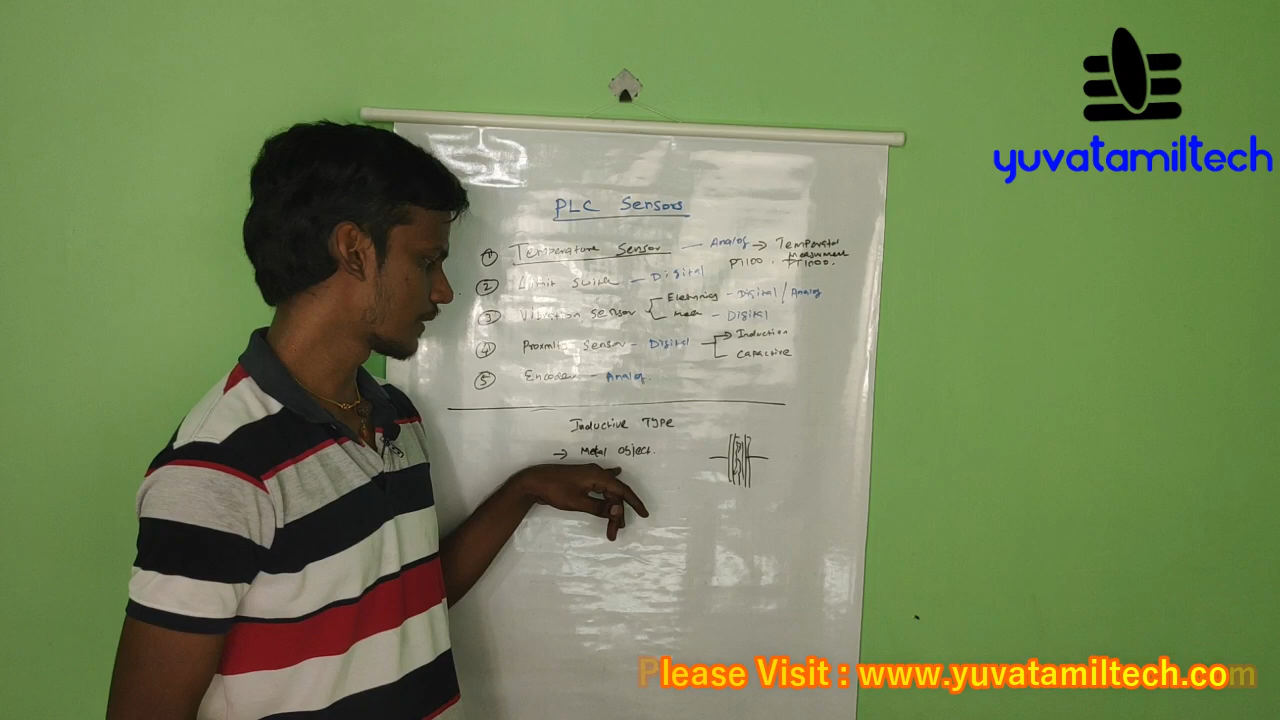 yuvatamiltech
PLC Sensors
① Temperature Sensor — Analog → Temperatur
Measurement
PT100 . PT1000.
② Limit Switch — Digital
③ Vibration Sensor Electronics - Digital / Analog
Mech - Digital
④ Proximity Sensor - Digital → Induction
Capacitive
⑤ Encoder - Analog.
Inductive Type
→ Metal object.
Please Visit : www.yuvatamiltech.com